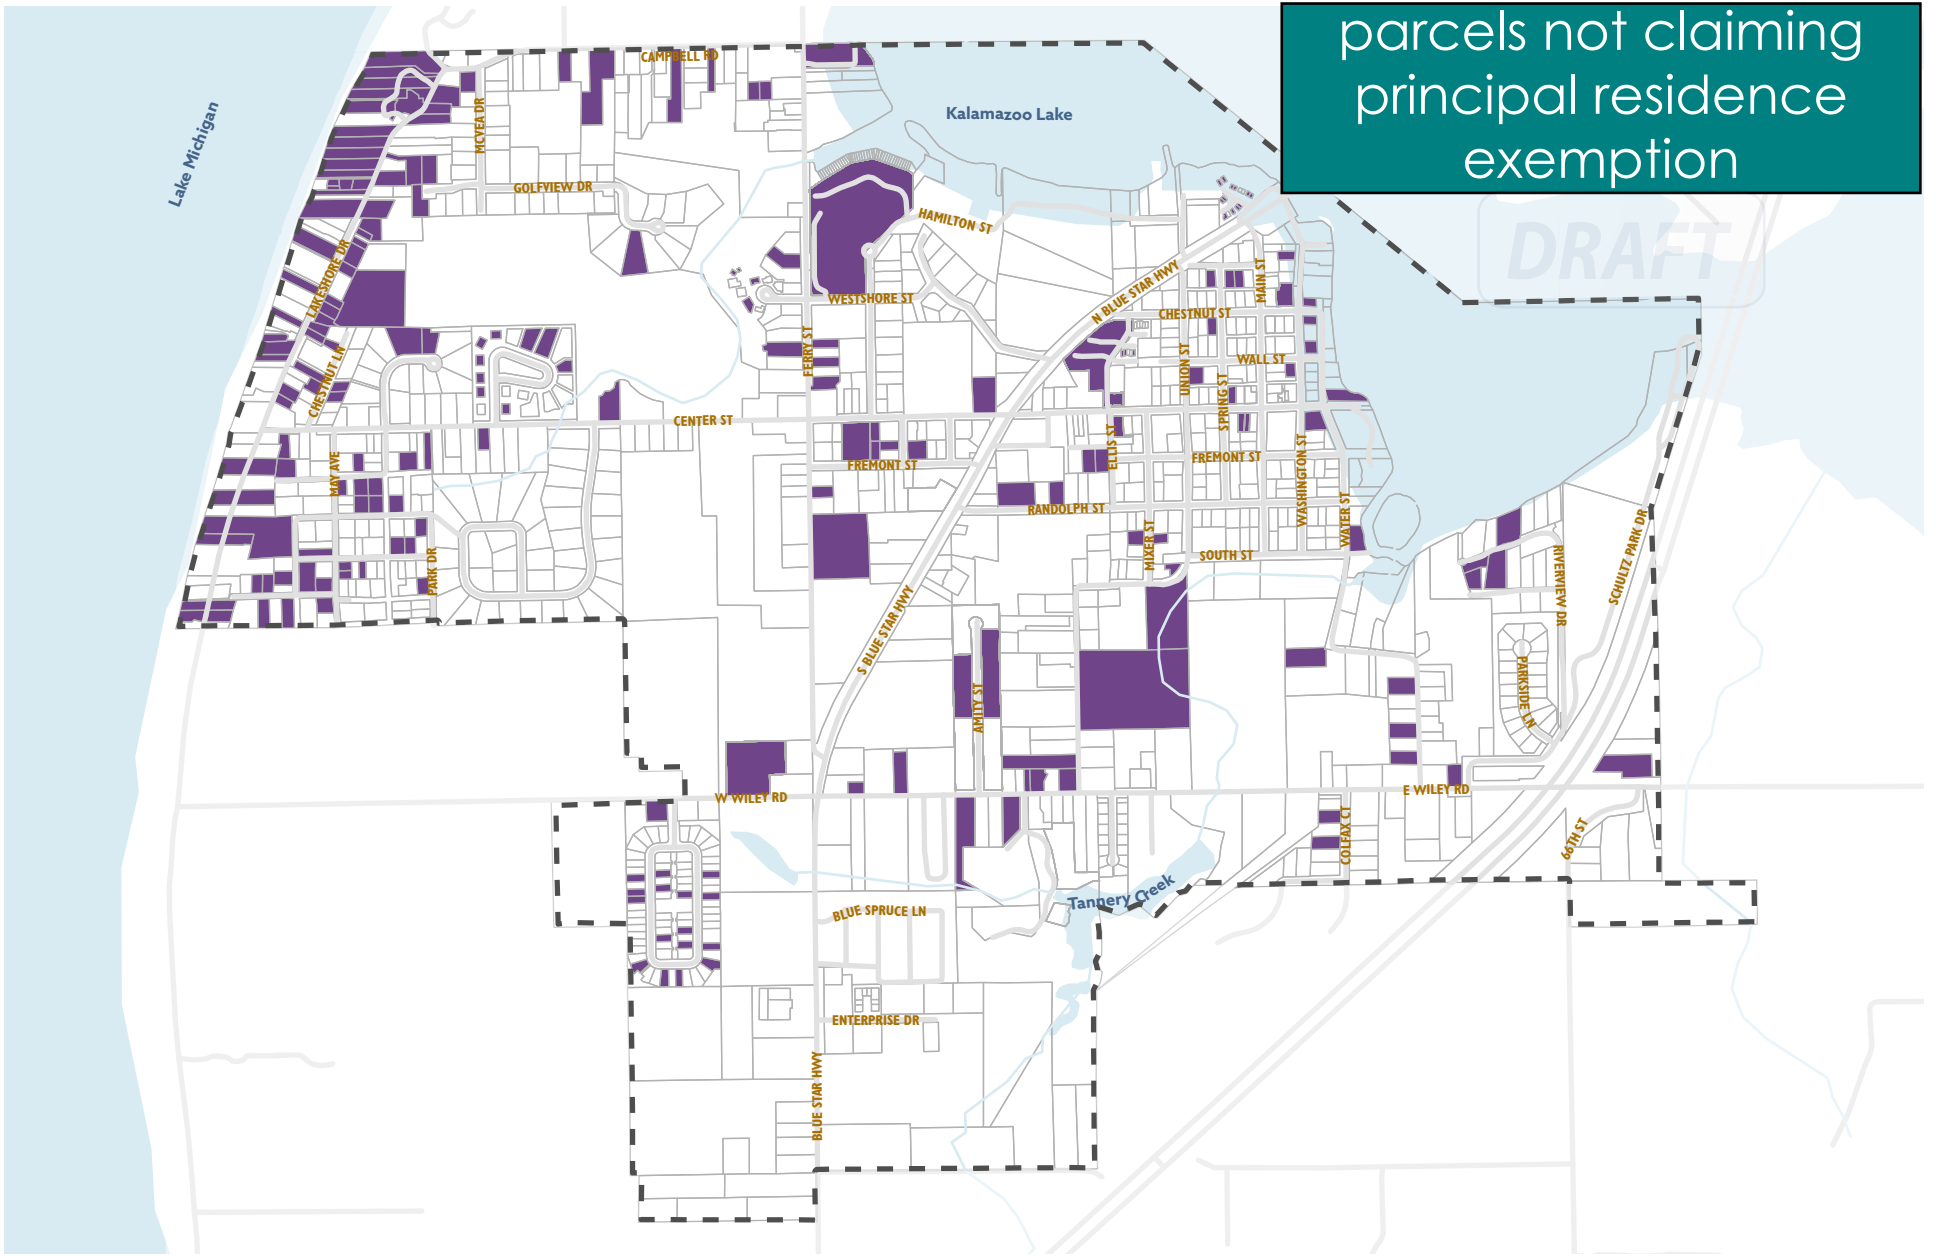 parcels not claiming
principal residence
exemption
DRAFT
Lake Michigan
Kalamazoo Lake
CAMPBELL RD
MCVEA DR
GOLFVIEW DR
HAMILTON ST
LAKESHORE DR
WESTSHORE ST
N BLUE STAR HWY
MAIN ST
CHESTNUT ST
FERRY ST
CHESTNUT LN
UNION ST
WALL ST
SPRING ST
CENTER ST
ELLIS ST
MAY AVE
FREMONT ST
FREMONT ST
WASHINGTON ST
RANDOLPH ST
WATER ST
MIXER ST
SOUTH ST
PARK DR
RIVERVIEW DR
SCHULTZ PARK DR
S BLUE STAR HWY
AMITY ST
PARKSIDE LN
W WILEY RD
E WILEY RD
COLFAX CT
66TH ST
Tannery Creek
BLUE SPRUCE LN
ENTERPRISE DR
BLUE STAR HWY